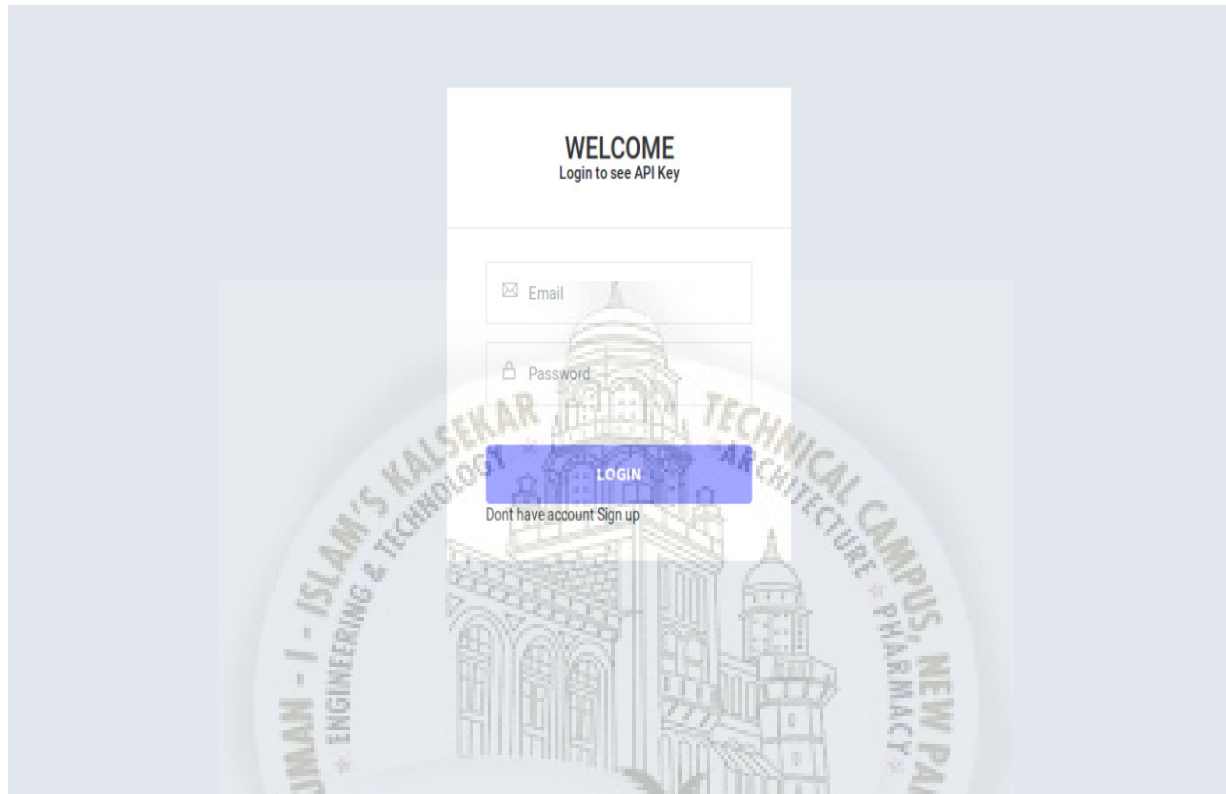 WELCOME
Login to see API Key
Email
Password
LOGIN
Dont have account Sign up
UMAN - I - ISLAM'S KALSEKAR TECHNICAL CAMPUS, NEW PA
ENGINEERING & TECHNOLOGY * ARCHITECTURE * PHARMACY